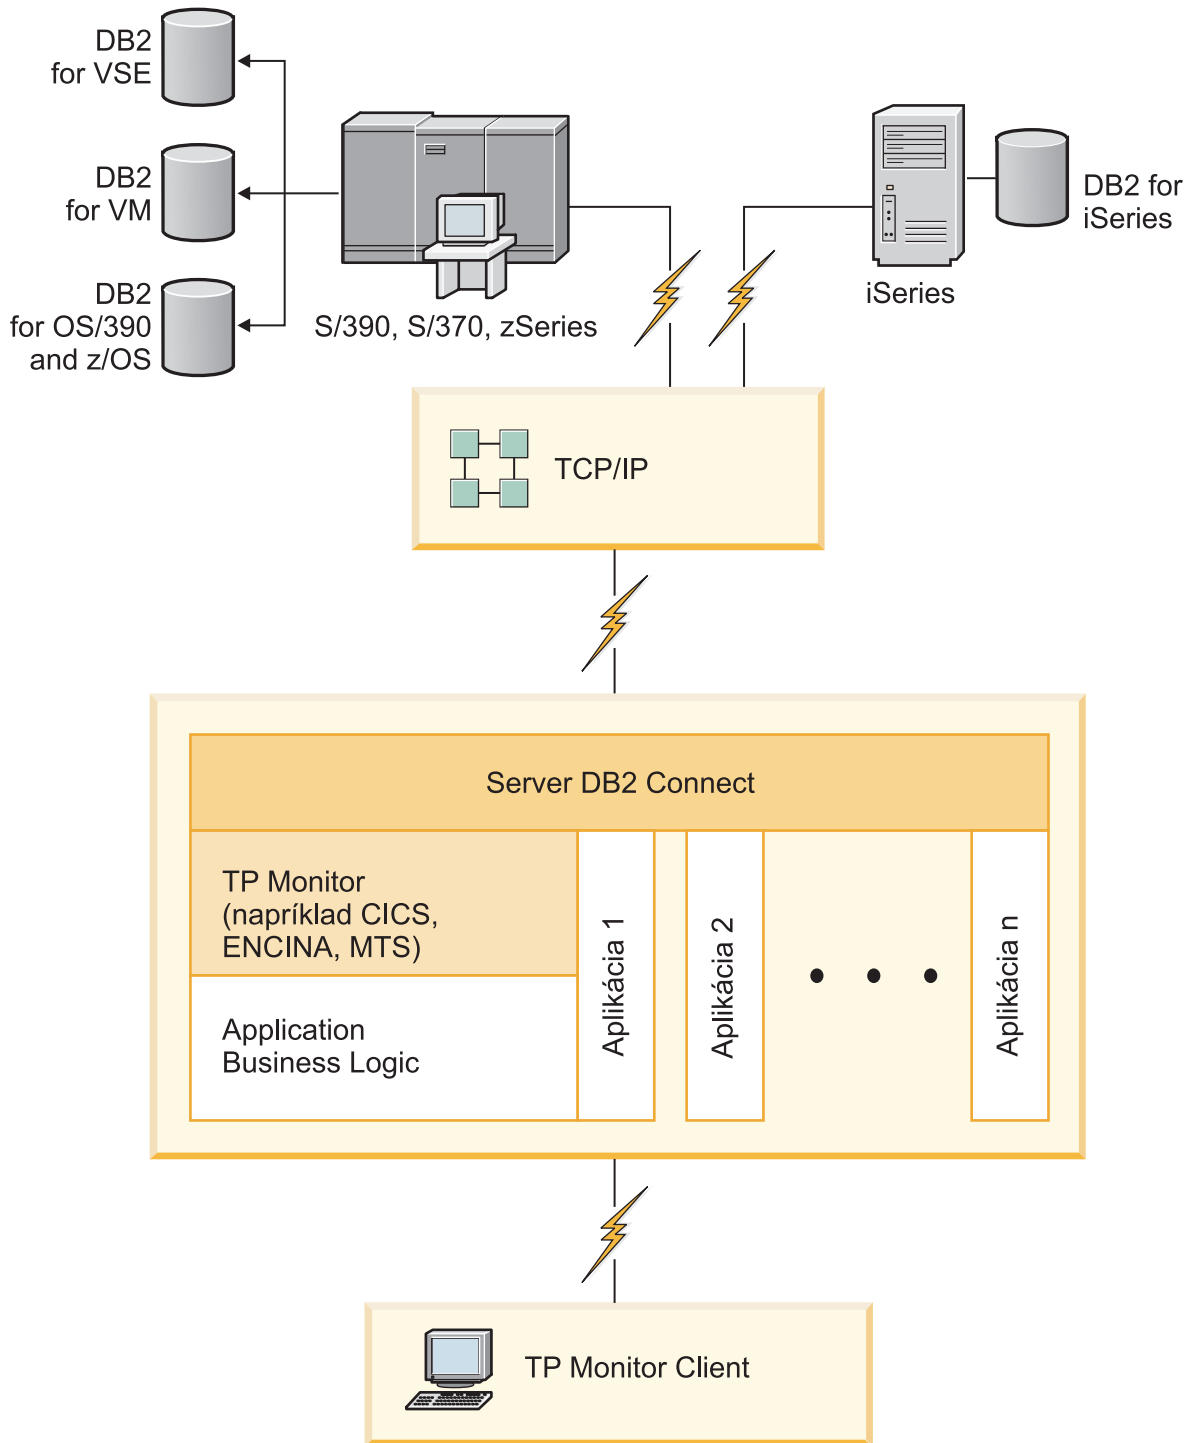 DB2
for VSE
DB2
for VM
DB2
for OS/390
and z/OS
S/390, S/370, zSeries
iSeries
DB2 for
iSeries
TCP/IP
Server DB2 Connect
TP Monitor
(napríklad CICS,
ENCINA, MTS)
Application
Business Logic
Aplikácia 1
Aplikácia 2
Aplikácia n
TP Monitor Client